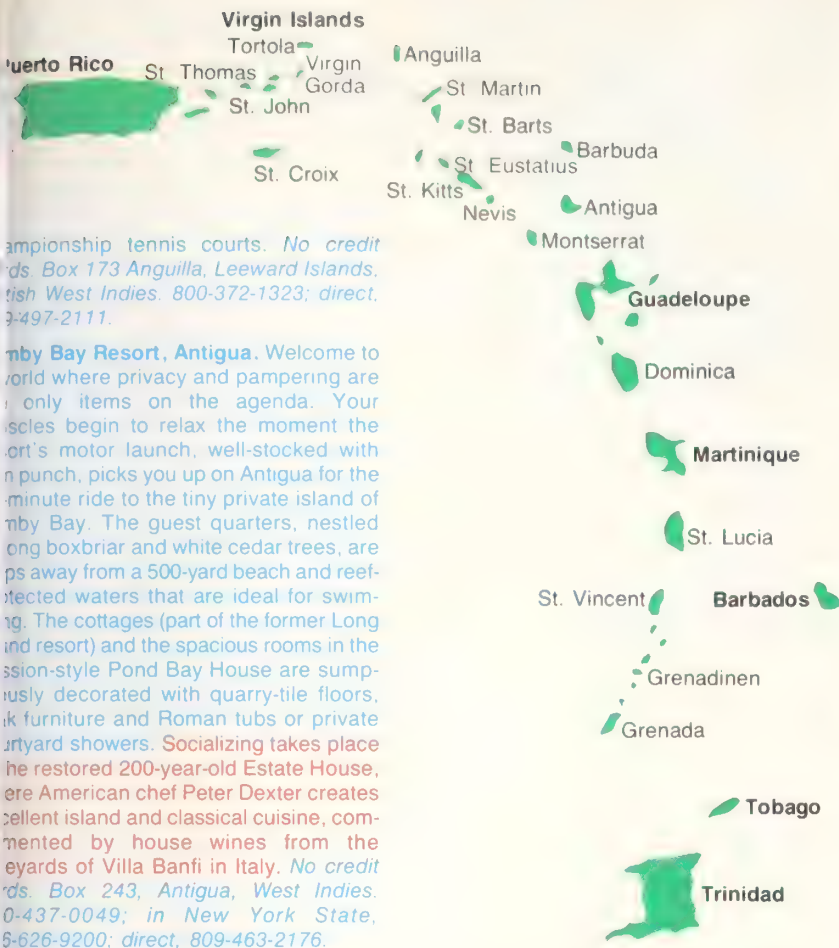 Virgin Islands
Tortola
Virgin
Gorda
uerto Rico
St Thomas
St. John
St. Croix
Anguilla
St Martin
St. Barts
St Eustatius
St. Kitts
Nevis
Barbuda
Antigua
Montserrat
Guadeloupe
Dominica
Martinique
St. Lucia
St. Vincent
Barbados
Grenadinen
Grenada
Tobago
Trinidad
ampionship tennis courts. No credit
ds. Box 173 Anguilla, Leeward Islands,
tish West Indies. 800-372-1323; direct,
9-497-2111.
mby Bay Resort, Antigua. Welcome to
orld where privacy and pampering are
only items on the agenda. Your
scles begin to relax the moment the
ort's motor launch, well-stocked with
n punch, picks you up on Antigua for the
-minute ride to the tiny private island of
mby Bay. The guest quarters, nestled
ong boxbriar and white cedar trees, are
ps away from a 500-yard beach and reef-
tected waters that are ideal for swim-
ng. The cottages (part of the former Long
nd resort) and the spacious rooms in the
ssion-style Pond Bay House are sump-
usly decorated with quarry-tile floors,
k furniture and Roman tubs or private
rtyard showers. Socializing takes place
he restored 200-year-old Estate House,
ere American chef Peter Dexter creates
cellent island and classical cuisine, com-
mented by house wines from the
eyards of Villa Banfi in Italy. No credit
ds. Box 243, Antigua, West Indies.
0-437-0049; in New York State,
6-626-9200; direct, 809-463-2176.